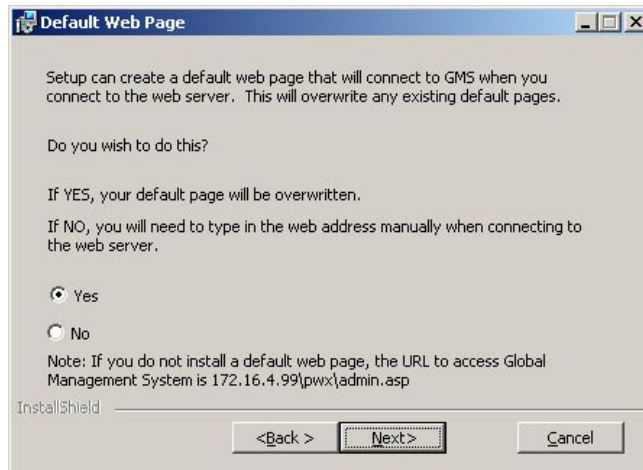 Default Web Page
Setup can create a default web page that will connect to GMS when you
connect to the web server.  This will overwrite any existing default pages.
Do you wish to do this?
If YES, your default page will be overwritten.
If NO, you will need to type in the web address manually when connecting to
the web server.
Yes
No
Note: If you do not install a default web page, the URL to access Global
Management System is 172.16.4.99\pwx\admin.asp
InstallShield
<Back >
Next>
Cancel